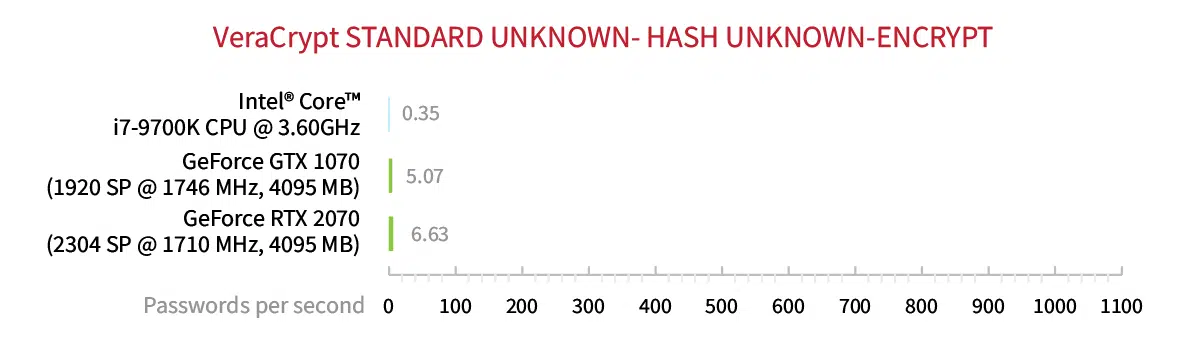 VeraCrypt STANDARD UNKNOWN- HASH UNKNOWN-ENCRYPT
Intel® Core™
i7-9700K CPU @ 3.60GHz
0.35
GeForce GTX 1070
(1920 SP @ 1746 MHz, 4095 MB)
5.07
GeForce RTX 2070
(2304 SP @ 1710 MHz, 4095 MB)
6.63
Passwords per second 0 100 200 300 400 500 600 700 800 900 1000 1100